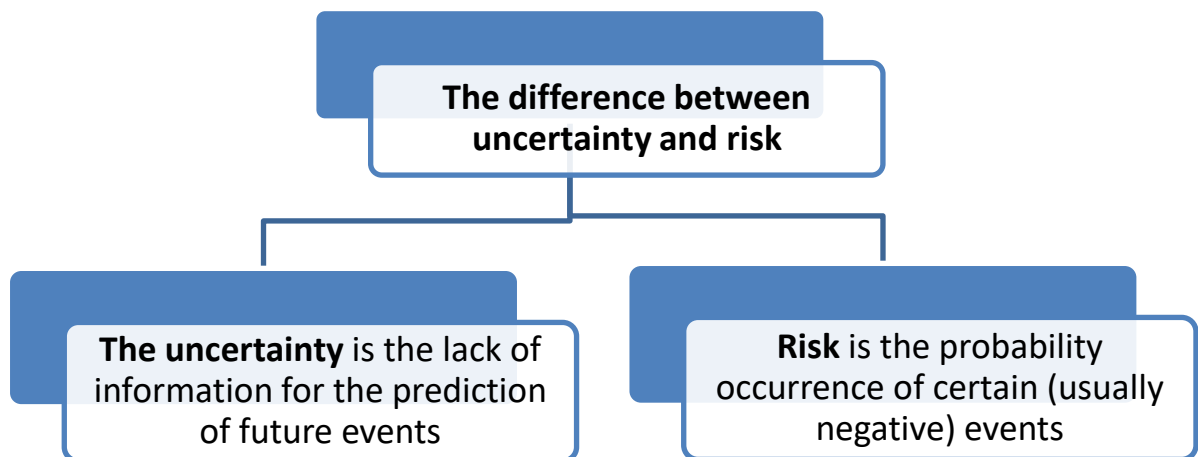 The difference between
uncertainty and risk
The uncertainty is the lack of
information for the prediction
of future events
Risk is the probability
occurrence of certain (usually
negative) events